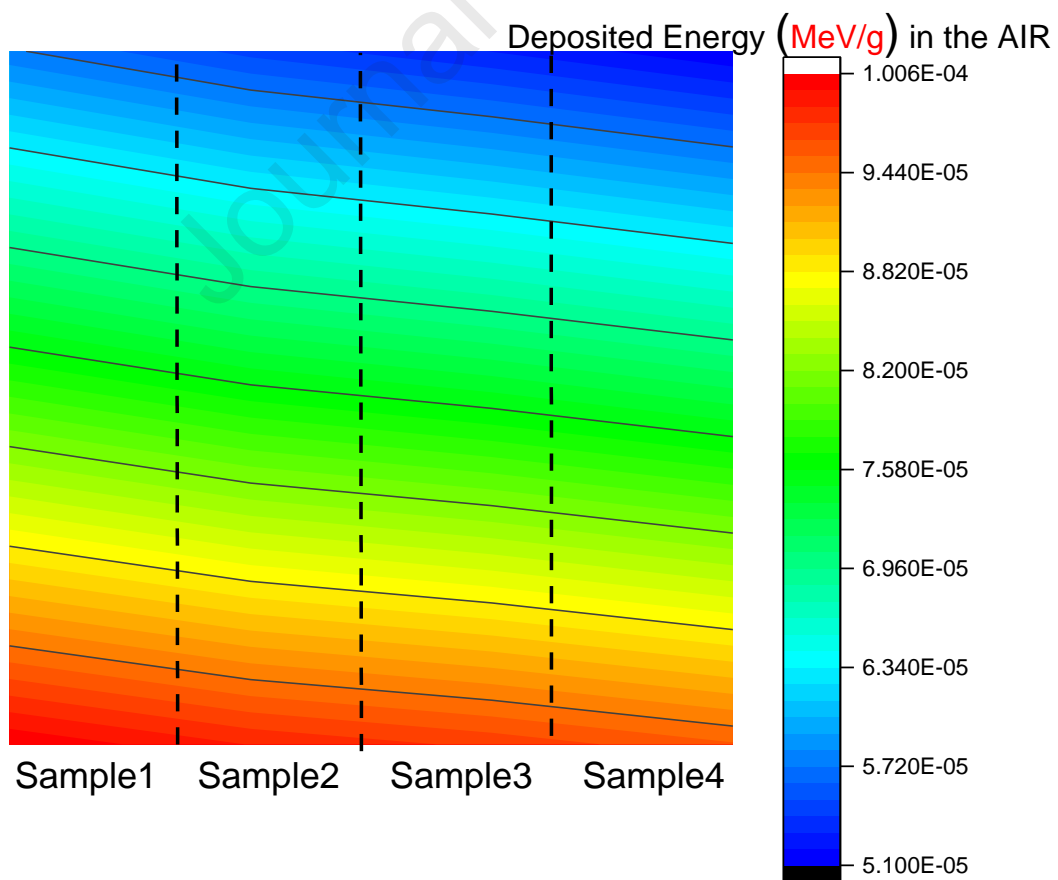 Journal
Deposited Energy (MeV/g) in the AIR
1.006E-04
9.440E-05
8.820E-05
8.200E-05
7.580E-05
6.960E-05
6.340E-05
5.720E-05
5.100E-05
Sample1 Sample2 Sample3 Sample4